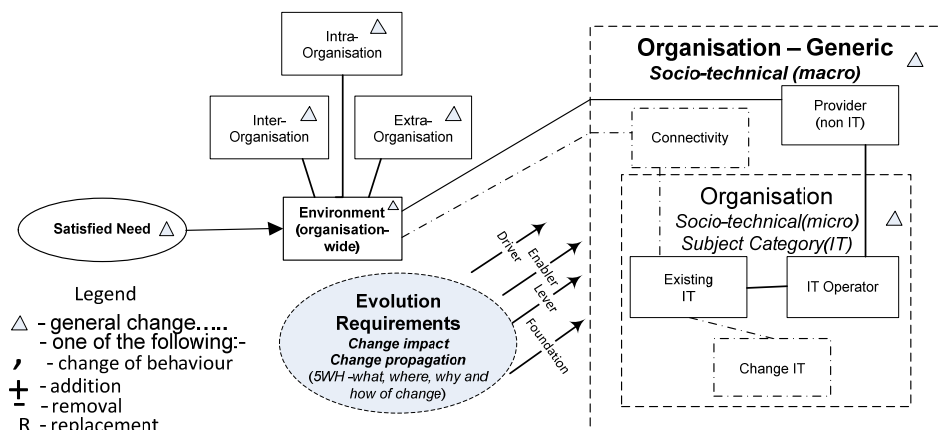 Intra-
Organisation
Inter-
Organisation
Extra-
Organisation
Satisfied Need
Environment
(organisation-
wide)
Legend
- general change.....
- one of the following:-
, - change of behaviour
+ - addition
- - removal
R - replacement
Evolution
Requirements
Change impact
Change propagation
(5WH -what, where, why and
how of change)
Driver
Enabler
Lever
Foundation
Organisation – Generic
Socio-technical (macro)
Provider
(non IT)
Connectivity
Organisation
Socio-technical(micro)
Subject Category(IT)
Existing
IT
IT Operator
Change IT